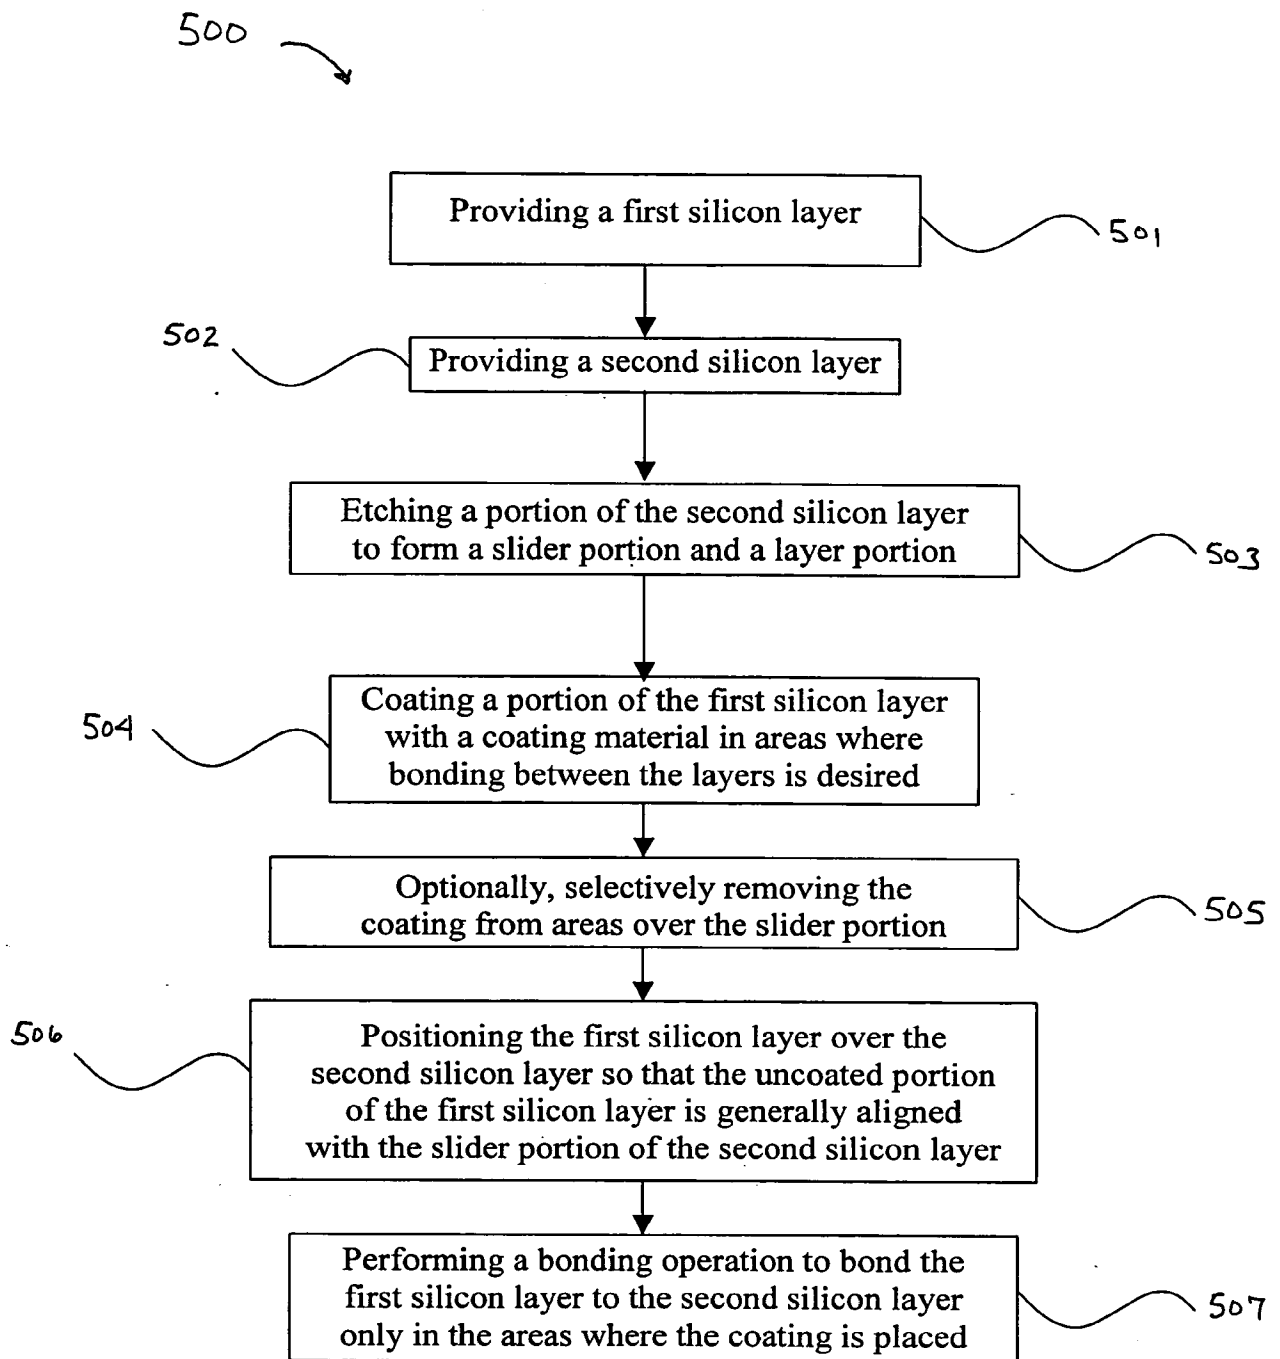 500
Providing a first silicon layer
501
502
Providing a second silicon layer
Etching a portion of the second silicon layer
to form a slider portion and a layer portion
503
504
Coating a portion of the first silicon layer
with a coating material in areas where
bonding between the layers is desired
Optionally, selectively removing the
coating from areas over the slider portion
505
506
Positioning the first silicon layer over the
second silicon layer so that the uncoated portion
of the first silicon layer is generally aligned
with the slider portion of the second silicon layer
Performing a bonding operation to bond the
first silicon layer to the second silicon layer
only in the areas where the coating is placed
507